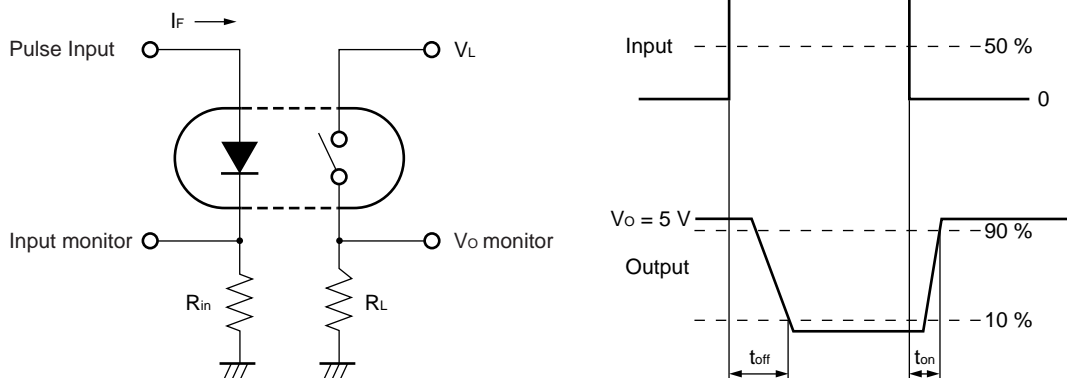 IF
Pulse Input
VL
Input monitor
VO monitor
Rin
RL
Input
50 %
0
VO = 5 V
90 %
Output
10 %
toff
ton